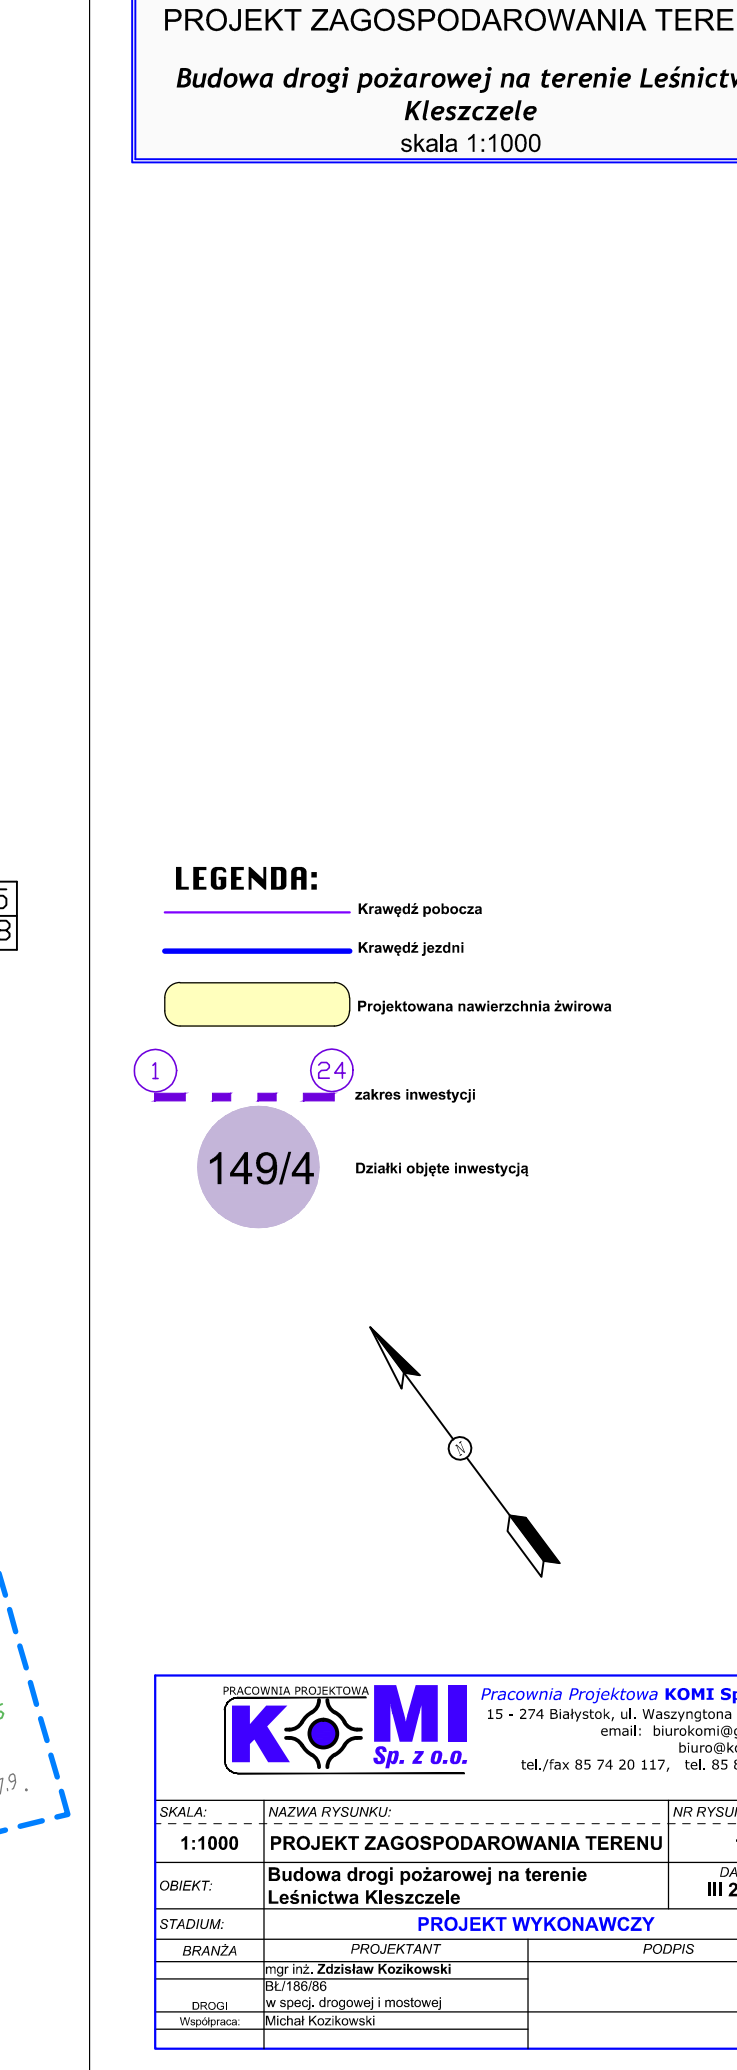 PROJEKT ZAGOSPODAROWANIA TERE
Budowa drogi pożarowej na terenie Leśnictw
Kleszczele
skala 1:1000
5
8
LEGENDA:
Krawędź pobocza
Krawędź jezdni
Projektowana nawierzchnia żwirowa
1
24
zakres inwestycji
149/4
Działki objęte inwestycją
N
PRACOWNIA PROJEKTOWA
KOMI
Sp. z o.o.
Pracownia Projektowa KOMI Sp
15 - 274 Białystok, ul. Waszyngtona
email: biurokomi@g
biuro@ko
tel./fax 85 74 20 117, tel. 85 8
SKALA:
NAZWA RYSUNKU:
NR RYSU
1:1000
PROJEKT ZAGOSPODAROWANIA TERENU
OBIEKT:
Budowa drogi pożarowej na terenie
Leśnictwa Kleszczele
DA
III 2
STADIUM:
PROJEKT WYKONAWCZY
BRANŻA
PROJEKTANT
PODPIS
mgr inż. Zdzisław Kozikowski
BŁ/186/86
DROGI
w specj. drogowej i mostowej
Współpraca:
Michał Kozikowski